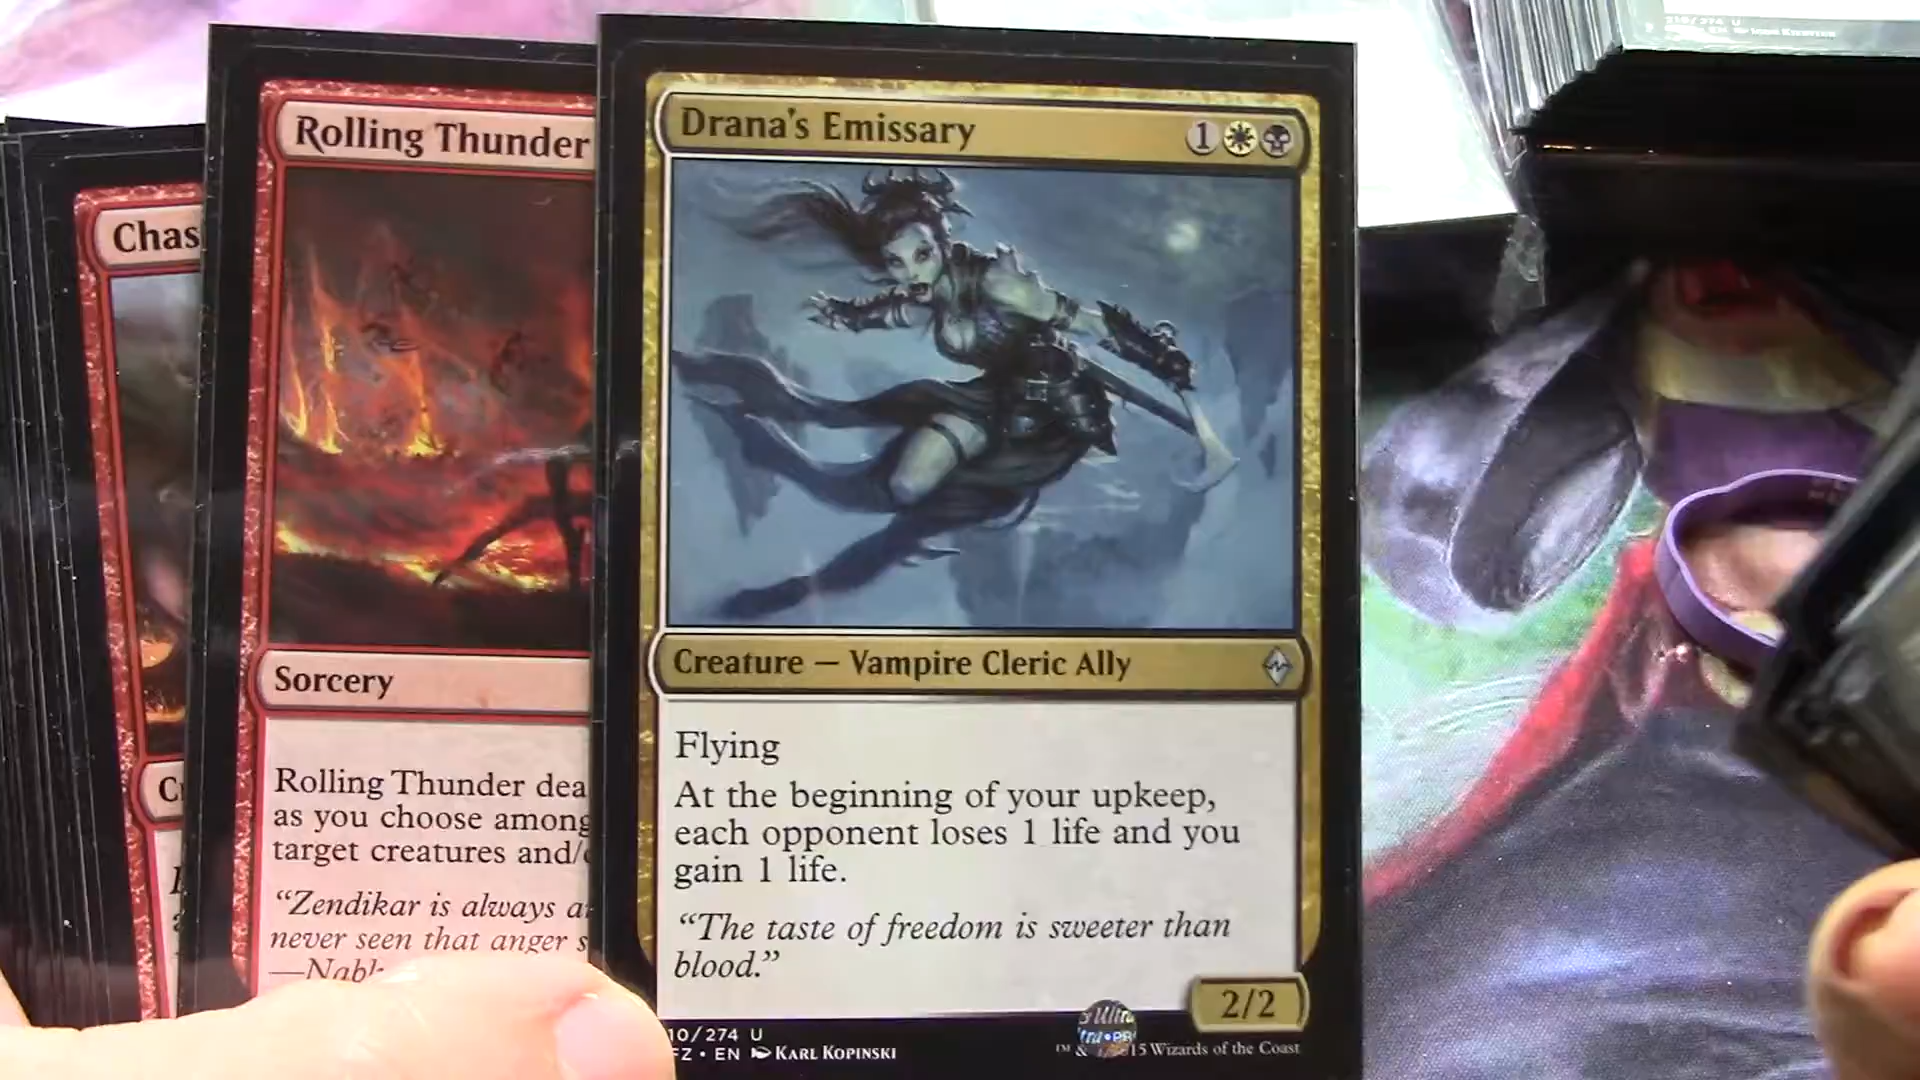 Chas
Rolling Thunder
Sorcery
Rolling Thunder dea
as you choose among
target creatures and/
"Zendikar is always a
never seen that anger s
Drana's Emissary
1
Creature — Vampire Cleric Ally
Flying
At the beginning of your upkeep,
each opponent loses 1 life and you
gain 1 life.
"The taste of freedom is sweeter than
blood."
2/2
10/274 U
FZ • EN KARL KOPINSKI
15 Wizards of the Coast